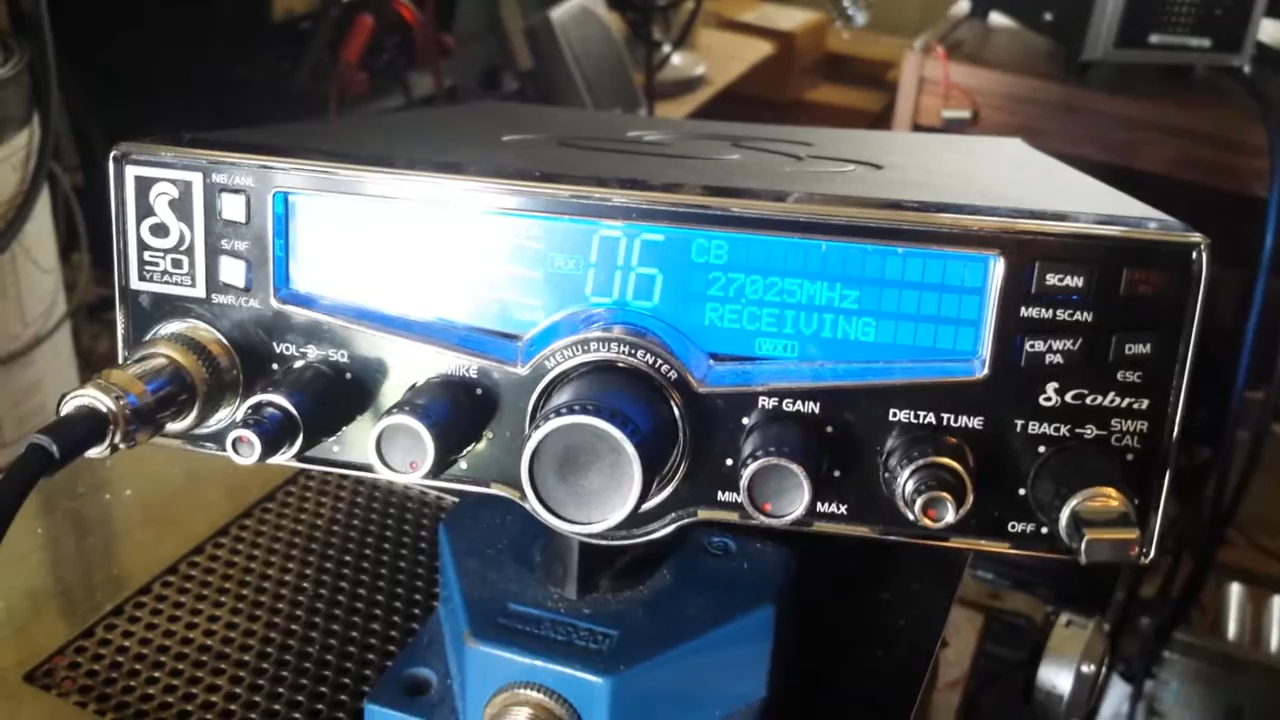 NB/ANL
50
YEARS
S/RF
SWR/CAL
RX
06
CB
27025MHz
RECEIVING
WX1
VOL SQ
MIKE
MENU•PUSH•ENTER
RF GAIN
MIN
MAX
DELTA TUNE
SCAN
MEM SCAN
CB/WX/
PA
DIM
ESC
Cobra
T BACK
SWR
CAL
OFF